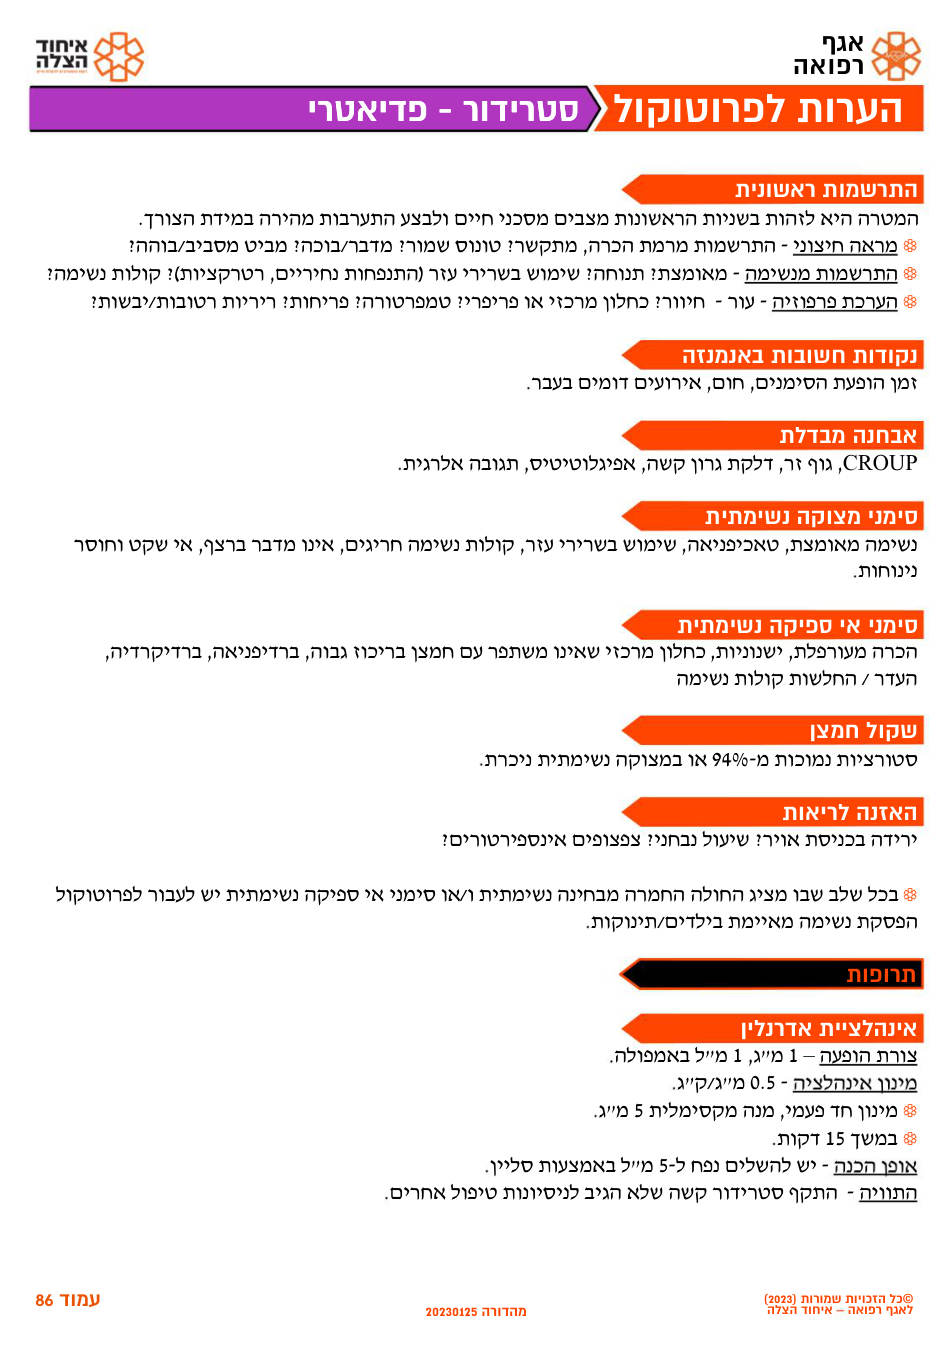 אגף
רפואה
איחוד
הצלה
הערות לפרוטוקול
סטרידור - פדיאטרי
התרשמות ראשונית
המטרה היא לזהות בשניות הראשונות מצבים מסכני חיים ולבצע התערבות מהירה במידת הצורך.
מראה חיצוני - התרשמות מרמת הכרה, מתקשר? טונוס שמור? מדבר/בוכה? מביט מסביב/בוהה?
התרשמות מנשימה - מאומצת? תנוחה? שימוש בשרירי עזר (התנפחות נחיריים, רטרקציות)? קולות נשימה?
הערכת פרפוזיה - עור - חיוור? כחלון מרכזי או פריפרי? טמפרטורה? פריחות? ריריות רטובות/יבשות?
נקודות חשובות באנמנזה
זמן הופעת הסימנים, חום, אירועים דומים בעבר.
אבחנה מבדלת
CROUP, גוף זר, דלקת גרון קשה, אפיגלוטיטיס, תגובה אלרגית.
סימני מצוקה נשימתית
נשימה מאומצת, טאכיפניאה, שימוש בשרירי עזר, קולות נשימה חריגים, אינו מדבר ברצף, אי שקט וחוסר
נינוחות.
סימני אי ספיקה נשימתית
הכרה מעורפלת, ישנוניות, כחלון מרכזי שאינו משתפר עם חמצן בריכוז גבוה, ברדיפניאה, ברדיקרדיה,
העדר / החלשות קולות נשימה
שקול חמצן
סטורציות נמוכות מ-94% או במצוקה נשימתית ניכרת.
האזנה לריאות
ירידה בכניסת אויר? שיעול נבחני? צפצופים אינספירטורים?
בכל שלב שבו מציג החולה החמרה מבחינה נשימתית ו/או סימני אי ספיקה נשימתית יש לעבור לפרוטוקול
הפסקת נשימה מאיימת בילדים/תינוקות.
תרופות
אינהלציית אדרנלין
צורת הופעה – 1 מ"ג, 1 מ"ל באמפולה.
מינון אינהלציה - 0.5 מ"ג/ק"ג.
מינון חד פעמי, מנה מקסימלית 5 מ"ג.
במשך 15 דקות.
אופן הכנה - יש להשלים נפח ל-5 מ"ל באמצעות סליין.
התוויה - התקף סטרידור קשה שלא הגיב לניסיונות טיפול אחרים.
©כל הזכויות שמורות (2023)
לאגף רפואה – איחוד הצלה
מהדורה 20230125
עמוד 86